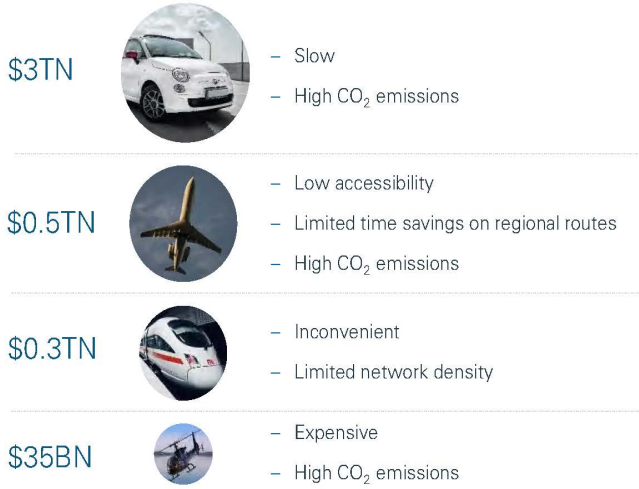 $3TN
– Slow
– High CO₂ emissions
$0.5TN
– Low accessibility
– Limited time savings on regional routes
– High CO₂ emissions
$0.3TN
– Inconvenient
– Limited network density
$35BN
– Expensive
– High CO₂ emissions